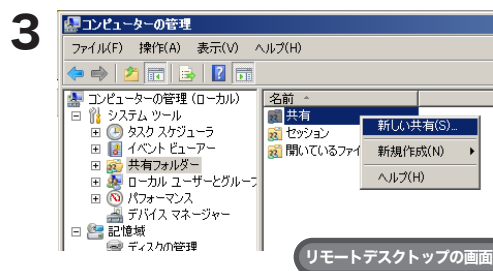 3
コンピューターの管理
ファイル(F) 操作(A) 表示(V) ヘルプ(H)
コンピューターの管理 (ローカル)
システム ツール
タスク スケジューラ
イベント ビューアー
共有フォルダー
ローカル ユーザーとグループ
パフォーマンス
デバイス マネージャー
記憶域
ディスクの管理
名前
共有
セッション
開いているファイ
新しい共有(S)...
新規作成(N)
ヘルプ(H)
リモートデスクトップの画面